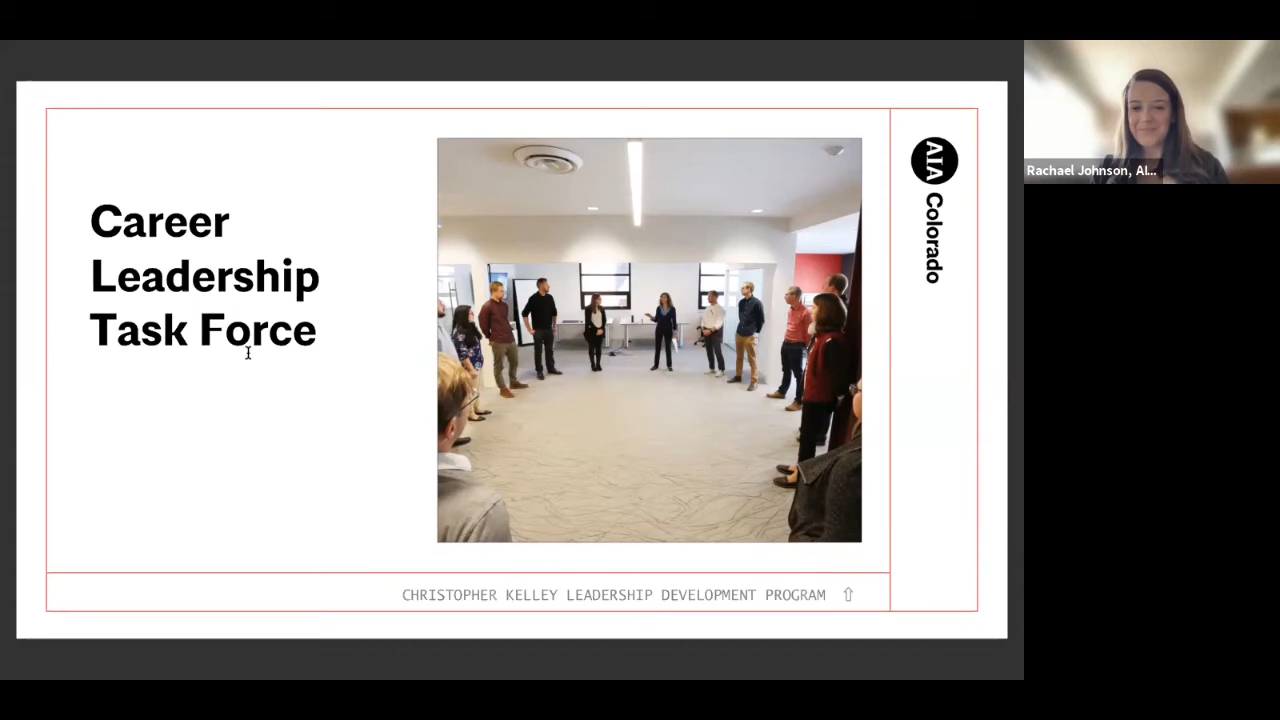 Career
Leadership
Task Force
AIA
Colorado
CHRISTOPHER KELLEY LEADERSHIP DEVELOPMENT PROGRAM ⇧
Rachael Johnson, AI...